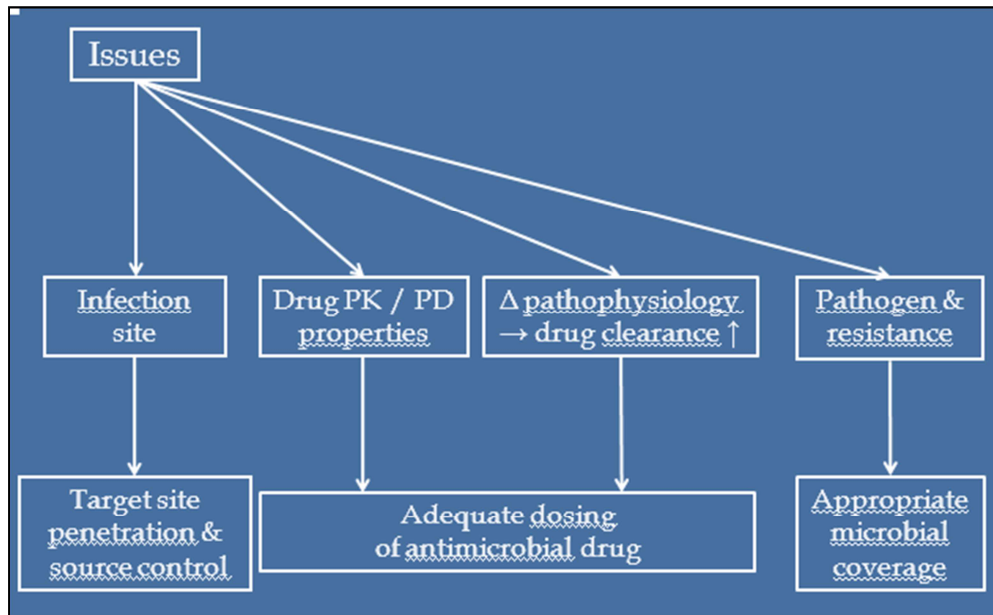 Issues
Infection
site
Drug PK / PD
properties
Δ pathophysiology
→ drug clearance ↑
Pathogen &
resistance
Target site
penetration &
source control
Adequate dosing
of antimicrobial drug
Appropriate
microbial
coverage